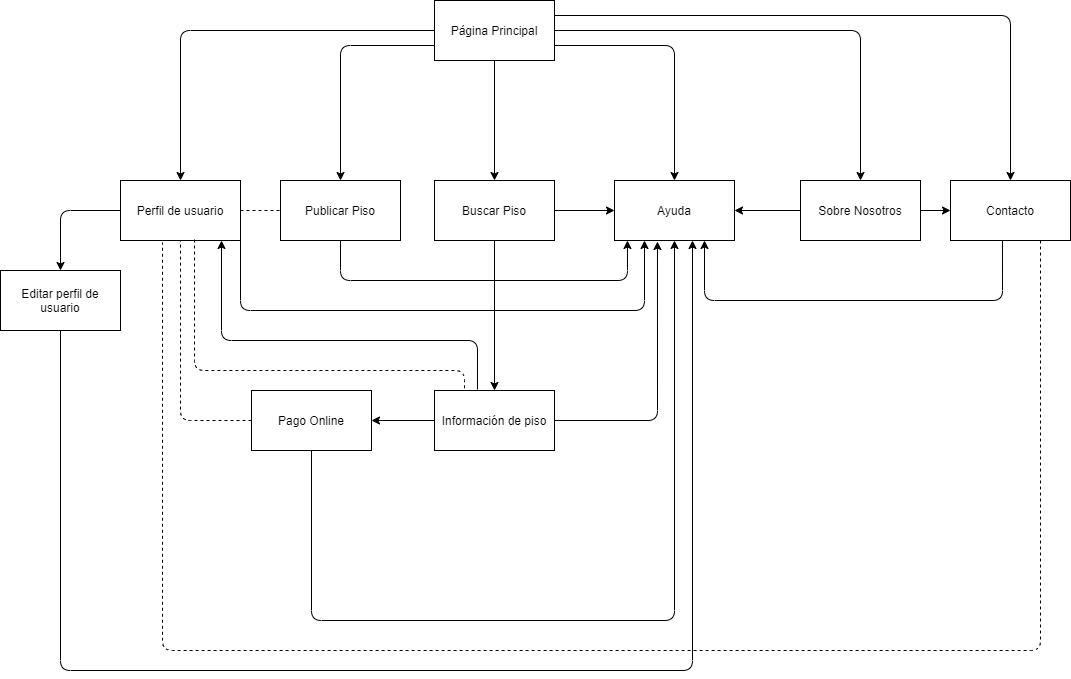 Página Principal
Perfil de usuario
Publicar Piso
Buscar Piso
Ayuda
Sobre Nosotros
Contacto
Editar perfil de
usuario
Pago Online
Información de piso